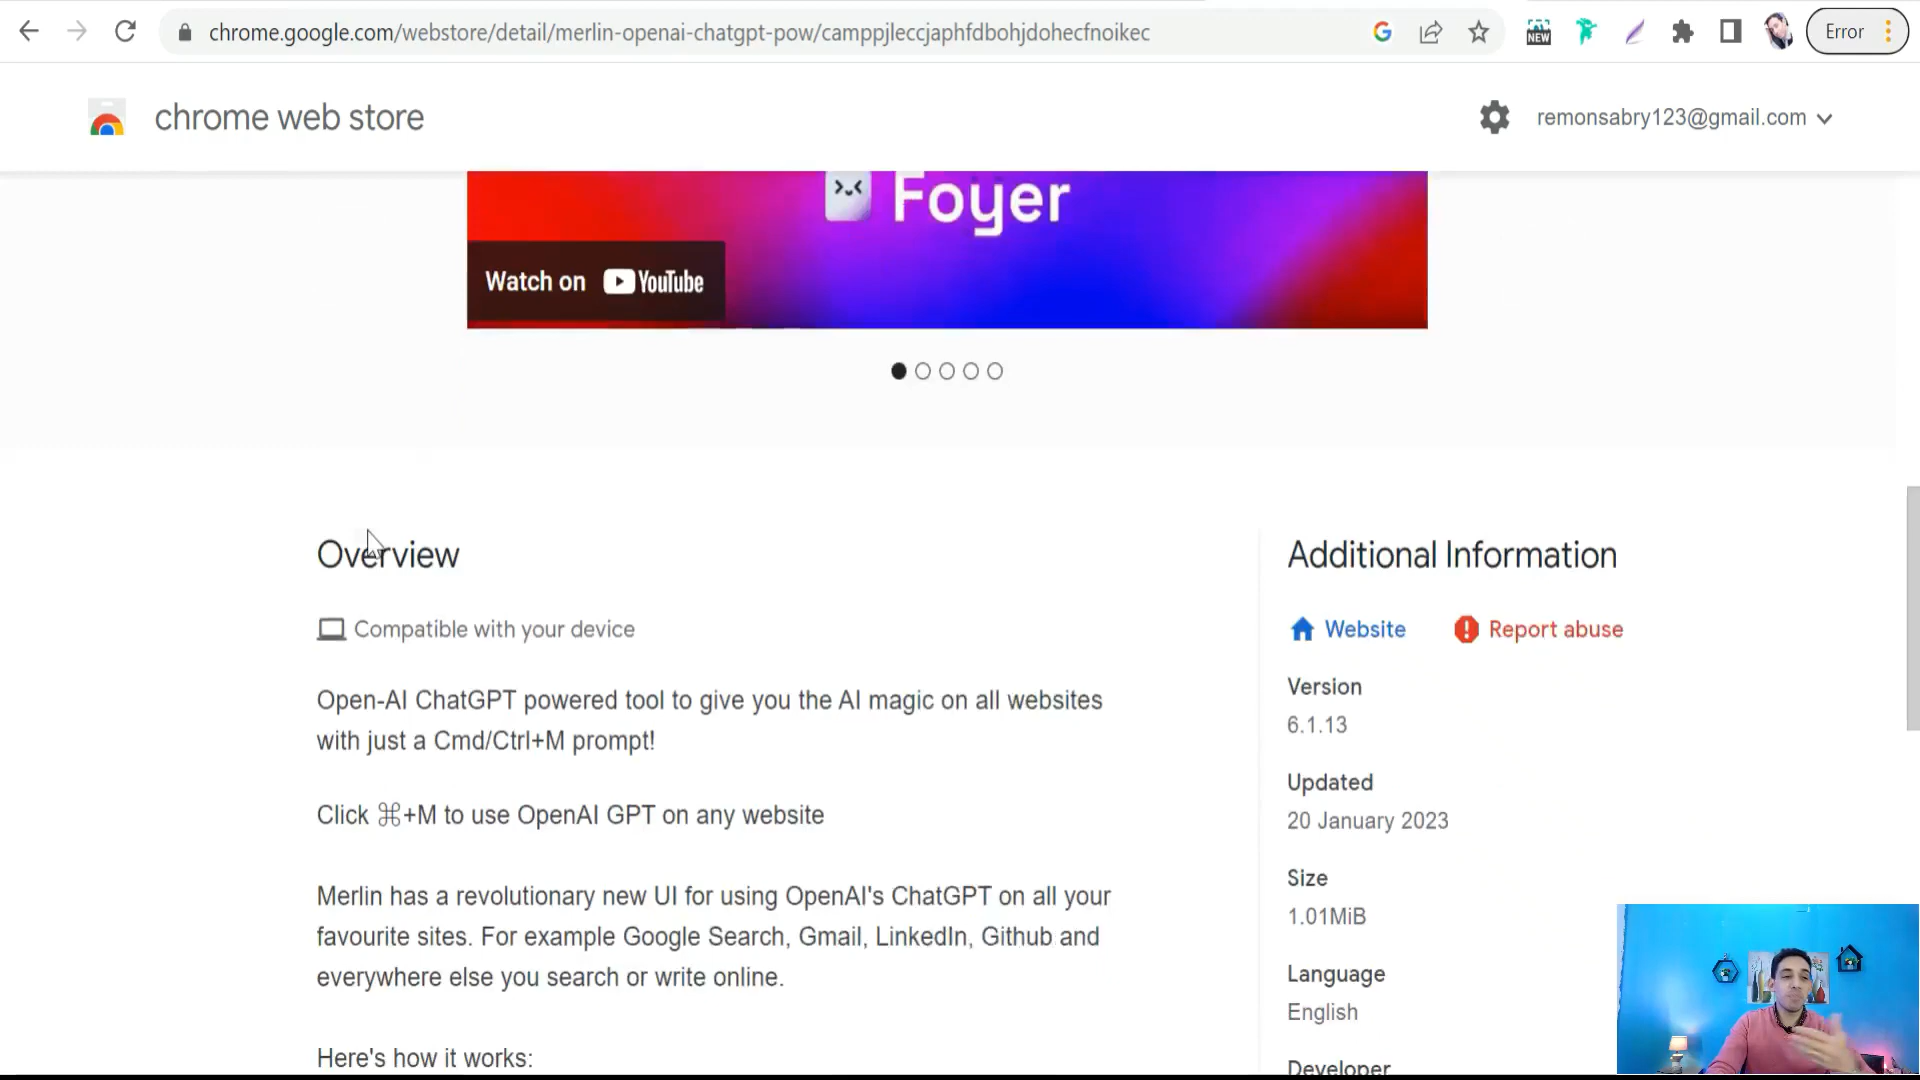 chrome.google.com/webstore/detail/merlin-openai-chatgpt-pow/camppjleccjaphfdbohjdohecfnoikec
NEW
Error
chrome web store
remonsabry123@gmail.com
Foyer
Watch on YouTube
Overview
Additional Information
Compatible with your device
Website
Report abuse
Open-AI ChatGPT powered tool to give you the AI magic on all websites
with just a Cmd/Ctrl+M prompt!
Version
6.1.13
Updated
20 January 2023
Click ⌘+M to use OpenAI GPT on any website
Size
1.01MiB
Merlin has a revolutionary new UI for using OpenAI's ChatGPT on all your
favourite sites. For example Google Search, Gmail, LinkedIn, Github and
everywhere else you search or write online.
Language
English
Here's how it works:
Developer